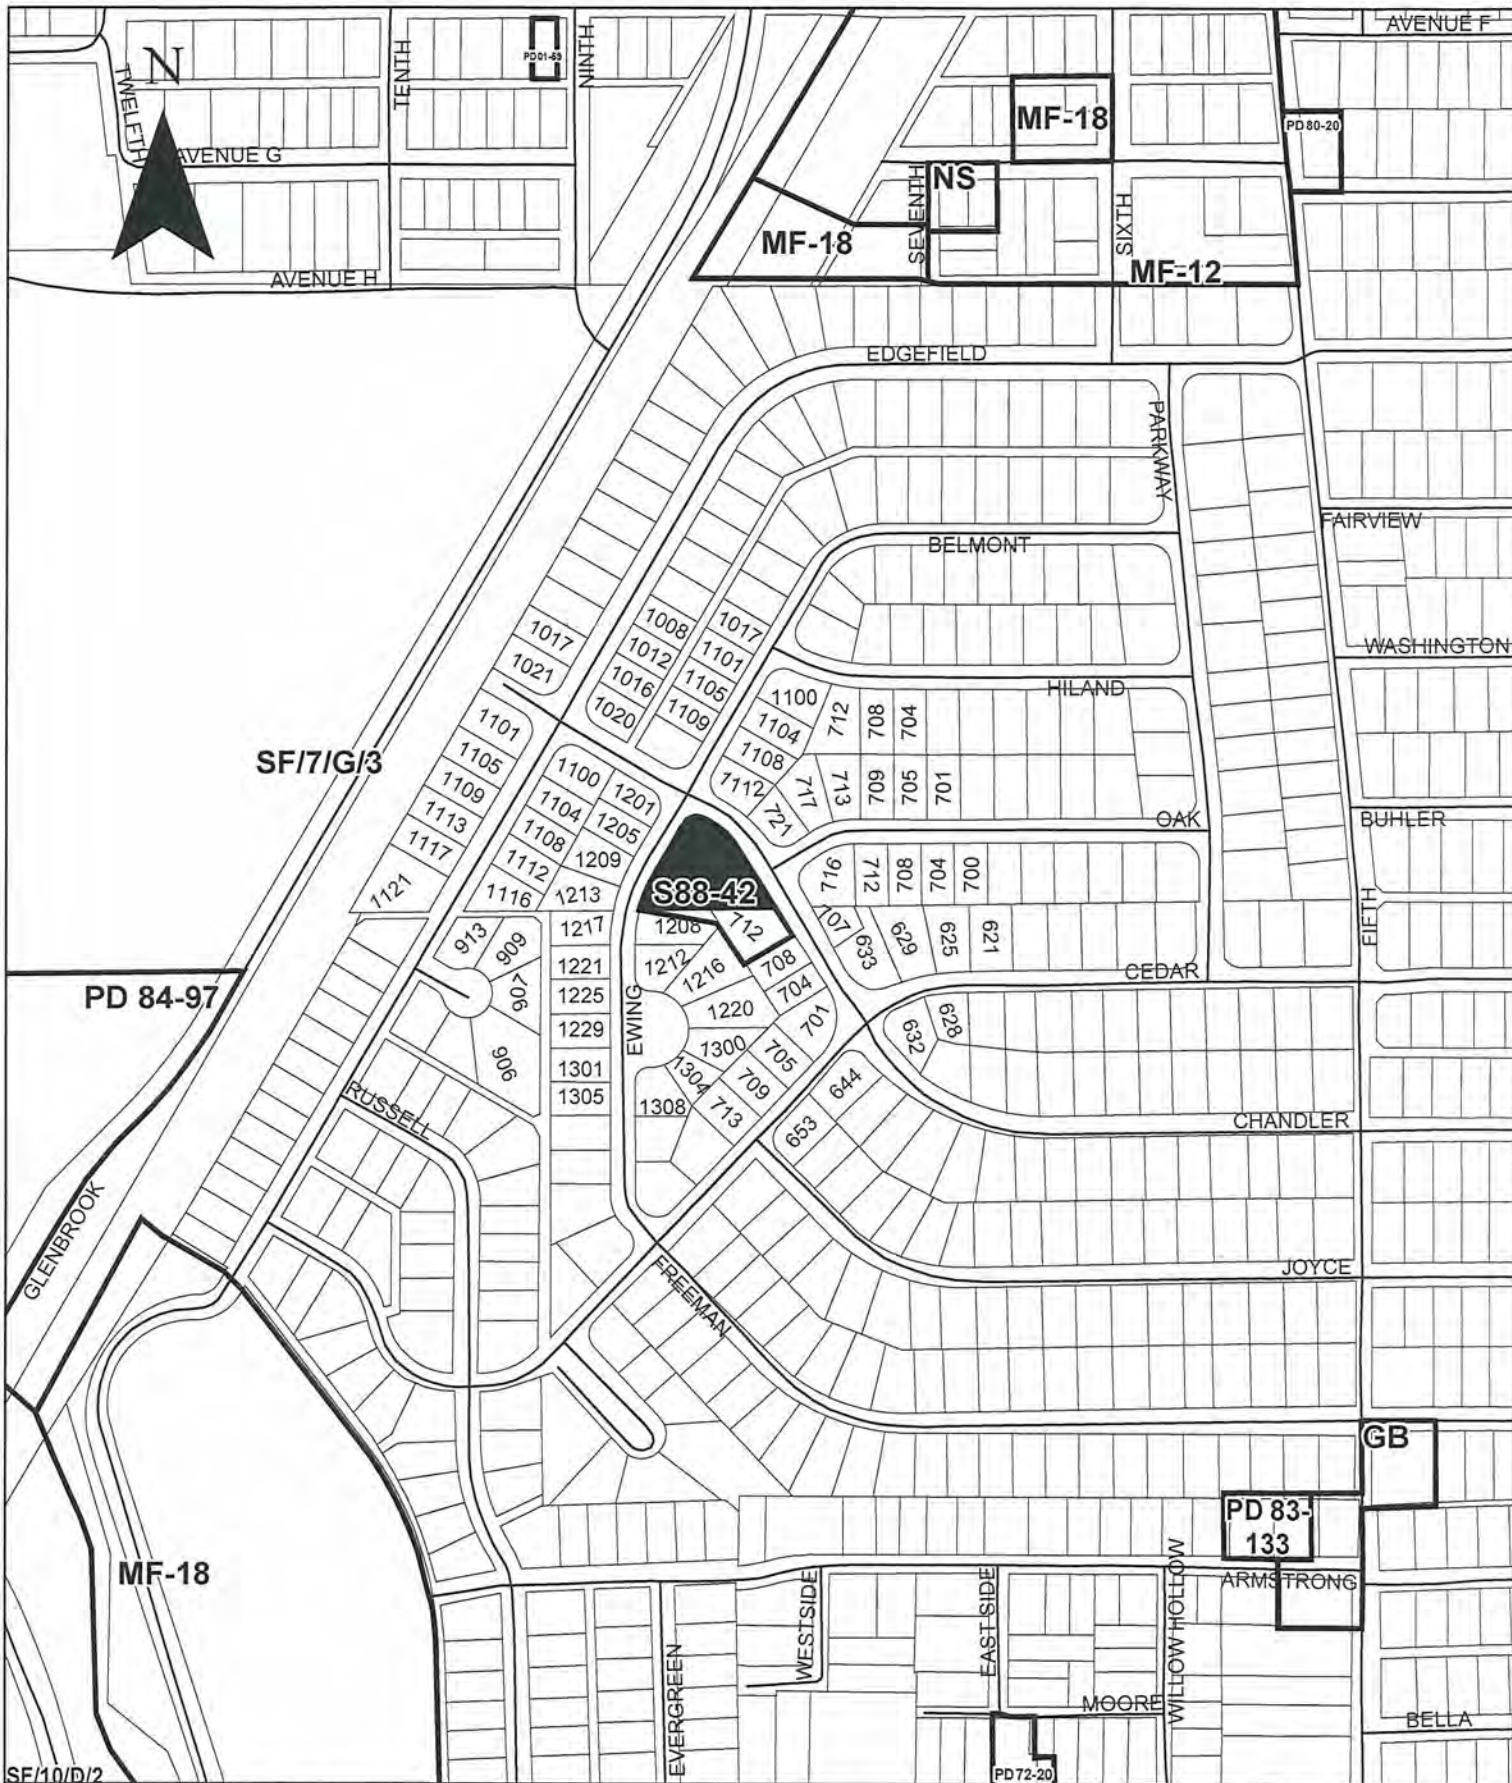 AVENUE F
N
TWELFTH
TENTH
PD 01-69
NINTH
MF-18
PD 80-20
AVENUE G
NS
SEVENTH
SIXTH
MF-18
MF-12
AVENUE H
EDGEFIELD
PARKWAY
FAIRVIEW
BELMONT
WASHINGTON
HILAND
1017
1021
1008
1012
1016
1020
1017
1101
1105
1109
1100
1104
1108
1112
712
708
704
717
713
709
705
701
721
SF/7/G/3
1101
1105
1109
1113
1117
1121
1100
1104
1108
1112
1116
1201
1205
1209
1213
OAK
BUHLER
S88-42
716
712
708
704
700
FIFTH
913
909
907
906
1217
1221
1225
1229
1301
1305
EWING
1208
1212
1216
1220
1300
1304
1308
712
708
704
701
705
709
713
707
633
629
625
621
CEDAR
632
628
644
653
PD 84-97
RUSSELL
CHANDLER
GLENBROOK
FREEMAN
JOYCE
GB
PD 83-
133
MF-18
ARMSTRONG
WESTSIDE
EAST SIDE
WILLOW HOLLOW
EVERGREEN
MOORE
BELLA
SF/10/D/2
PD 72-20